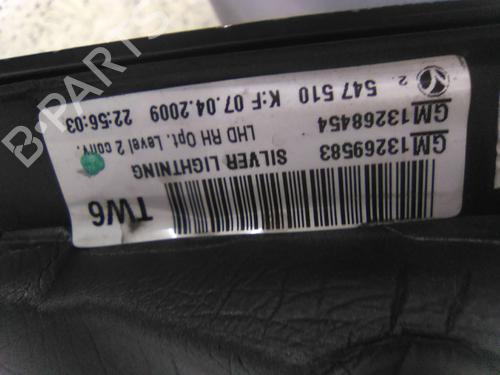 2. 547 510 K:F 07.04.2009 22:56:03
GM 13268454
LHD RH Opt. Level 2 conv.
GM 13269583
SILVER LIGHTNING
TW6
B-PARTS